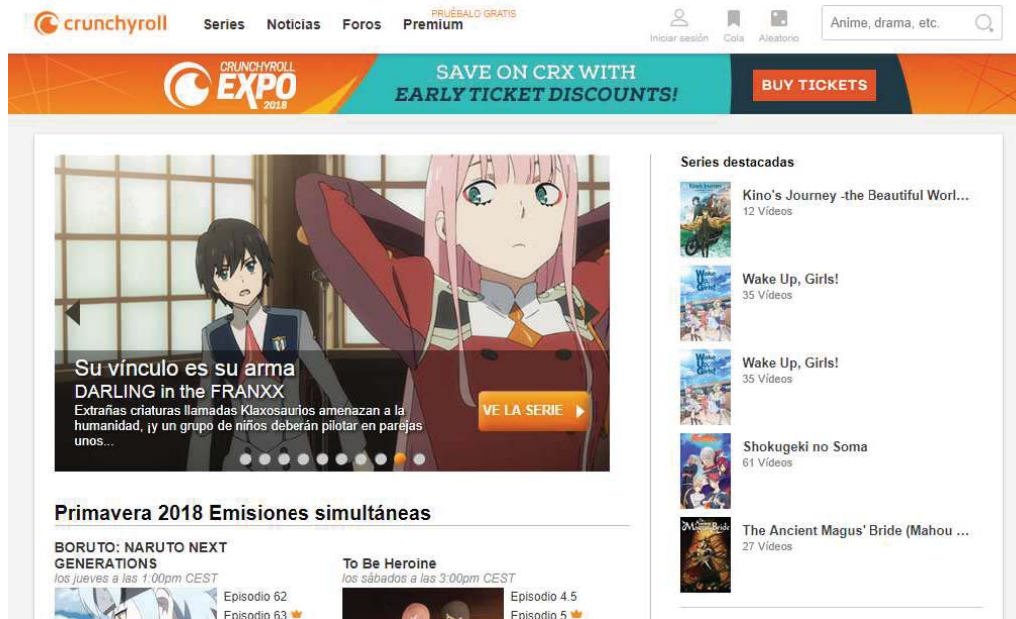 crunchyroll
Series Noticias Foros Premium
PRUÉBALO GRATIS
Iniciar sesión Cola Aleatorio
Anime, drama, etc.
CRUNCHYROLL
EXPO
2018
SAVE ON CRX WITH
EARLY TICKET DISCOUNTS!
BUY TICKETS
Su vínculo es su arma
DARLING in the FRANXX
Extrañas criaturas llamadas Klaxosaurios amenazan a la
humanidad, ¡y un grupo de niños deberán pilotar en parejas
unos...
VE LA SERIE
Series destacadas
Kino's Journey -the Beautiful Worl...
12 Vídeos
Wake Up, Girls!
35 Vídeos
Wake Up, Girls!
35 Vídeos
Shokugeki no Soma
61 Vídeos
The Ancient Magus' Bride (Mahou ...
27 Vídeos
Primavera 2018 Emisiones simultáneas
BORUTO: NARUTO NEXT
GENERATIONS
los jueves a las 1:00pm CEST
Episodio 62
Episodio 63
To Be Heroine
los sábados a las 3:00pm CEST
Episodio 4.5
Episodio 5